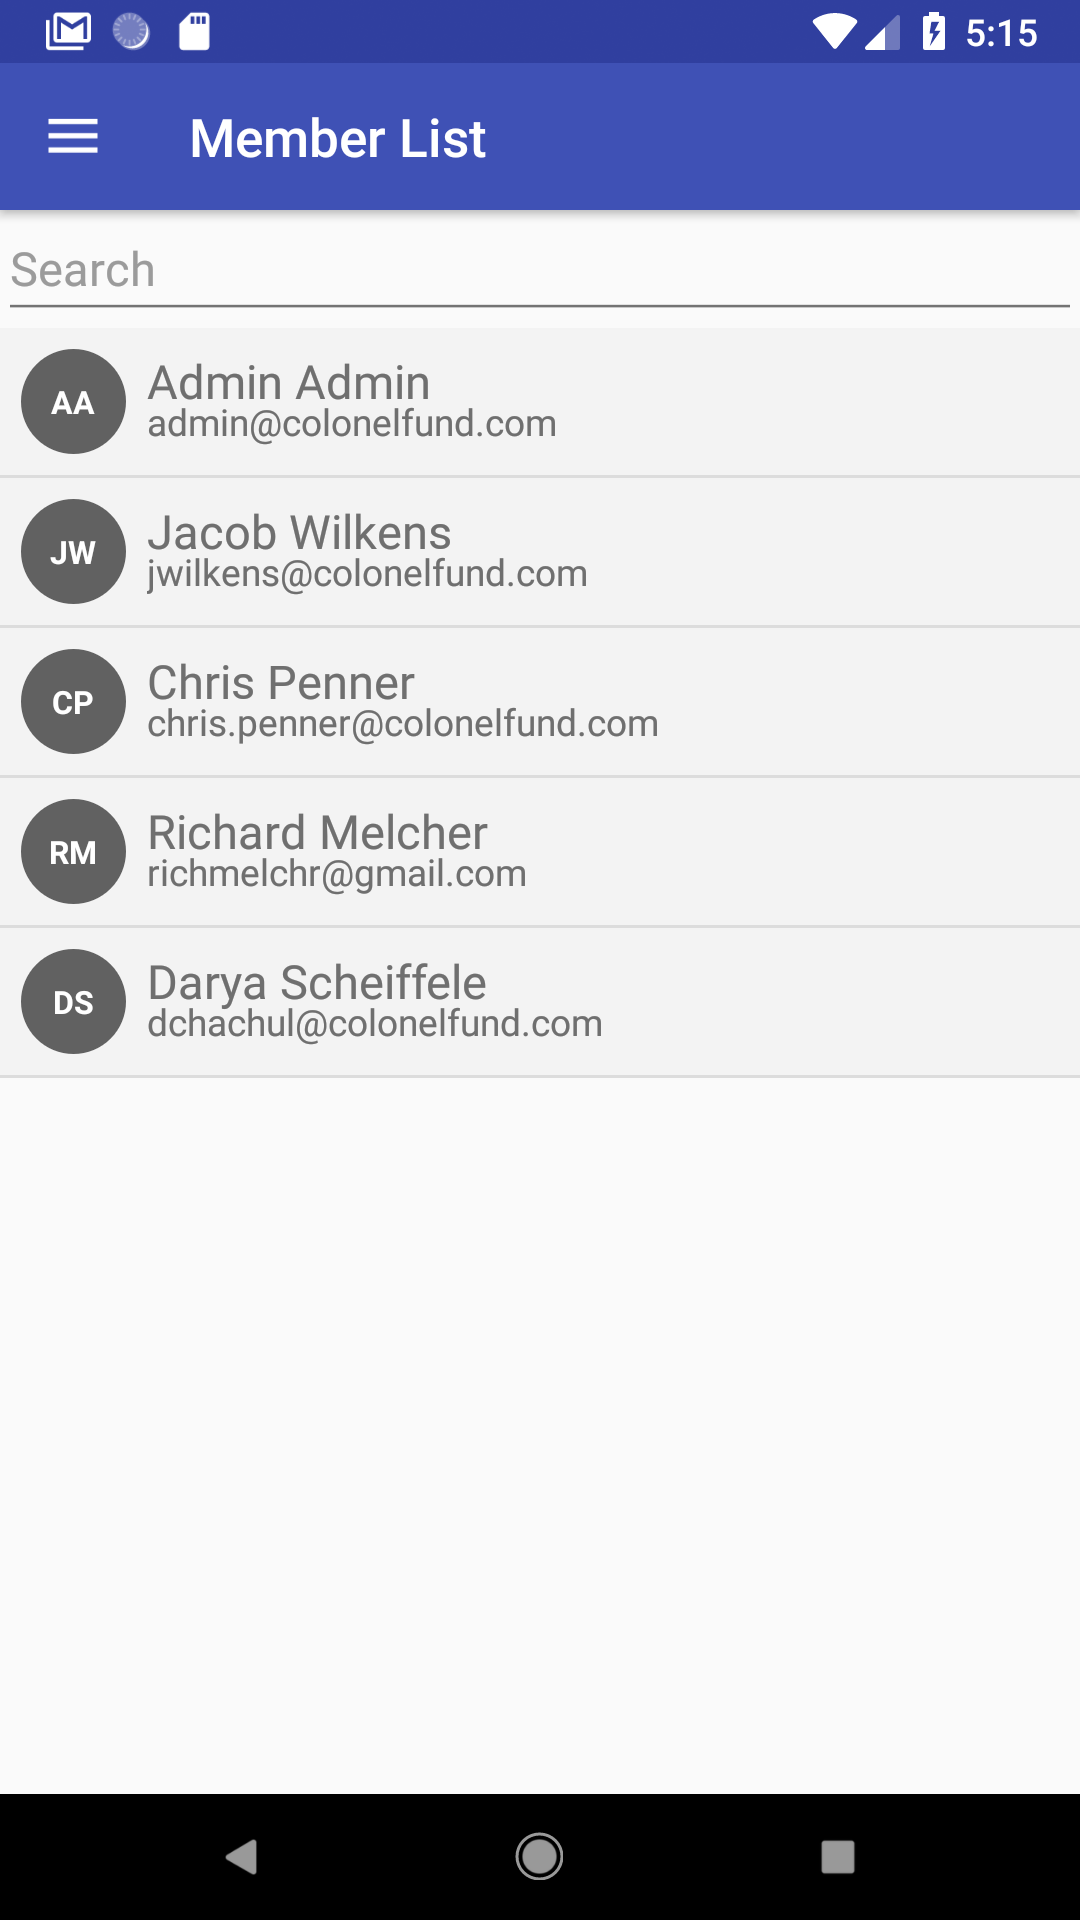 5:15
Member List
Search
AA
Admin Admin
admin@colonelfund.com
JW
Jacob Wilkens
jwilkens@colonelfund.com
CP
Chris Penner
chris.penner@colonelfund.com
RM
Richard Melcher
richmelchr@gmail.com
DS
Darya Scheiffele
dchachul@colonelfund.com